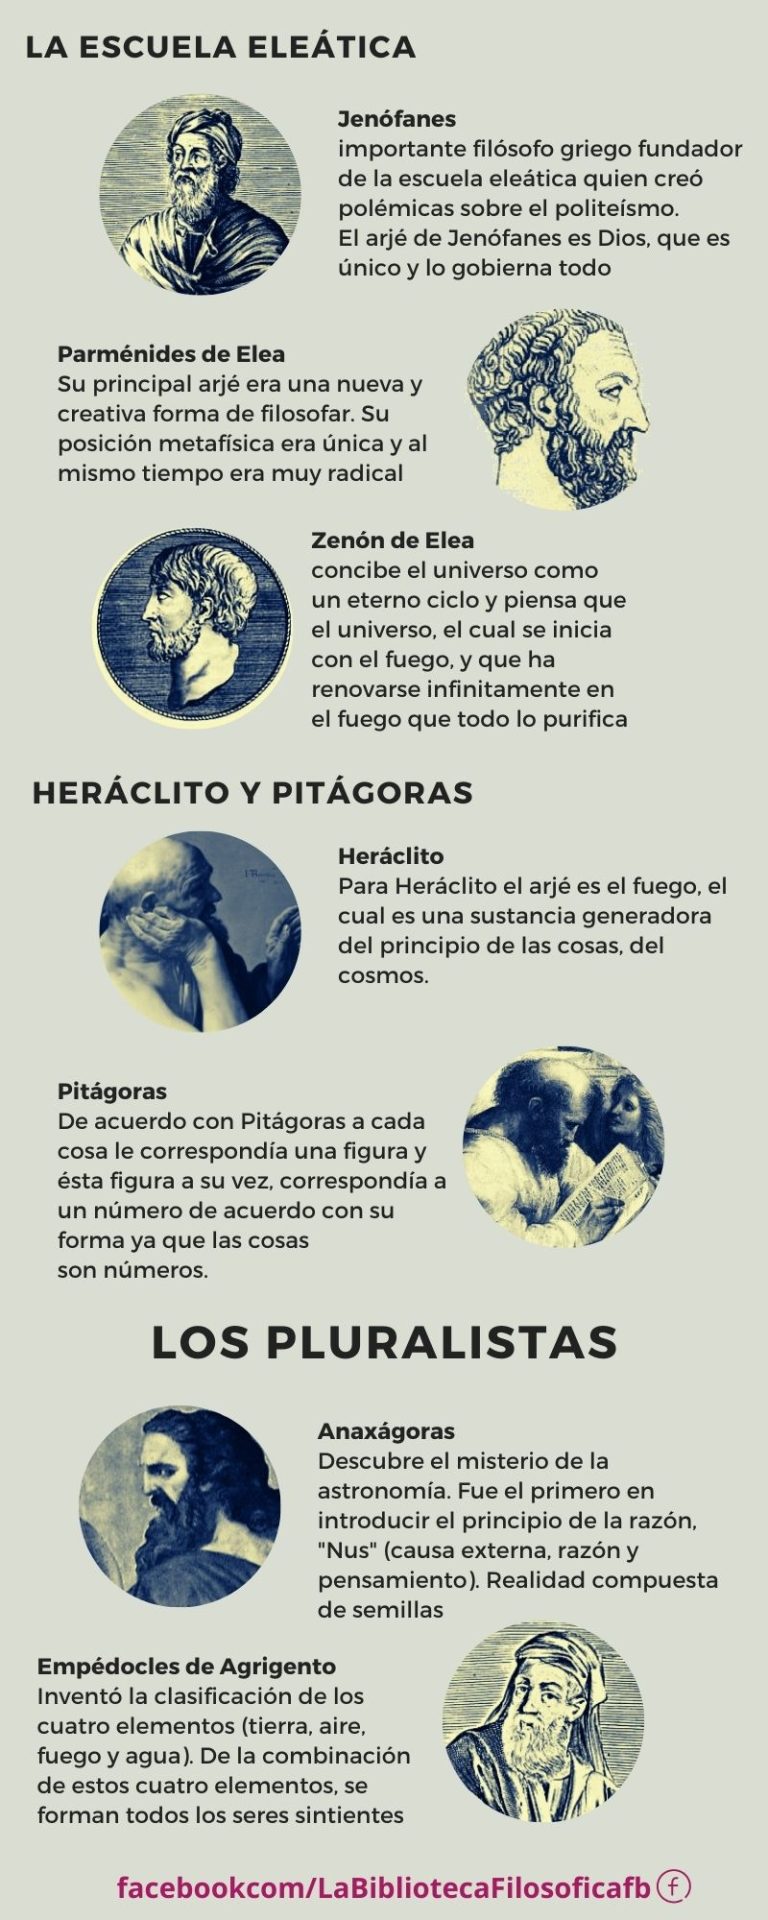 LA ESCUELA ELEÁTICA
Jenófanes
importante filósofo griego fundador
de la escuela eleática quien creó
polémicas sobre el politeísmo.
El arjé de Jenófanes es Dios, que es
único y lo gobierna todo
Parménides de Elea
Su principal arjé era una nueva y
creativa forma de filosofar. Su
posición metafísica era única y al
mismo tiempo era muy radical
Zenón de Elea
concibe el universo como
un eterno ciclo y piensa que
el universo, el cual se inicia
con el fuego, y que ha
renovarse infinitamente en
el fuego que todo lo purifica
HERÁCLITO Y PITÁGORAS
Heráclito
Para Heráclito el arjé es el fuego, el
cual es una sustancia generadora
del principio de las cosas, del
cosmos.
Pitágoras
De acuerdo con Pitágoras a cada
cosa le correspondía una figura y
ésta figura a su vez, correspondía a
un número de acuerdo con su
forma ya que las cosas
son números.
LOS PLURALISTAS
Anaxágoras
Descubre el misterio de la
astronomía. Fue el primero en
introducir el principio de la razón,
"Nus" (causa externa, razón y
pensamiento). Realidad compuesta
de semillas
Empédocles de Agrigento
Inventó la clasificación de los
cuatro elementos (tierra, aire,
fuego y agua). De la combinación
de estos cuatro elementos, se
forman todos los seres sintientes
facebookcom/LaBibliotecaFilosoficafb f